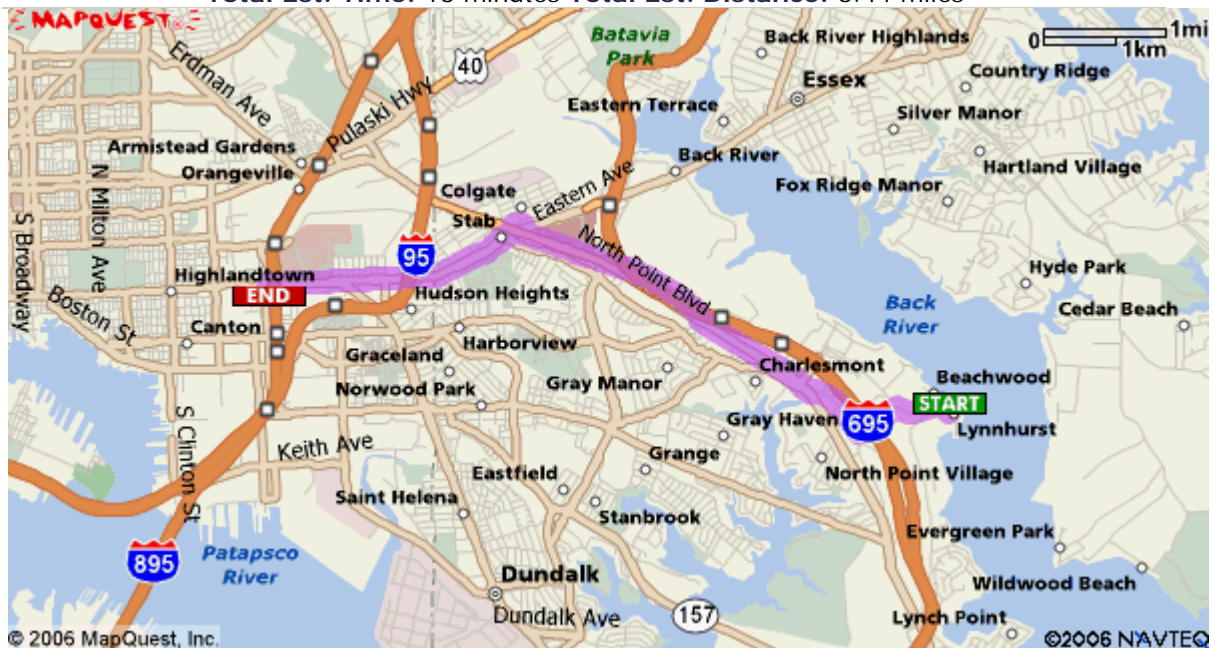 MAPQUEST
Batavia
Park
Back River Highlands
0
1mi
1km
Erdman Ave
40
Essex
Country Ridge
Pulaski Hwy
Eastern Terrace
Silver Manor
Armistead Gardens
Orangeville
N Milton Ave
Back River
Hartland Village
Colgate
Eastern Ave
Fox Ridge Manor
Stab
S Broadway
95
North Point Blvd
Highlandtown
END
Hudson Heights
Hyde Park
Boston St
Canton
Back
River
Cedar Beach
Graceland
Harborview
Norwood Park
Gray Manor
Charlesmont
Beachwood
START
S Clinton St
Gray Haven
695
Lynnhurst
Keith Ave
Grange
Eastfield
North Point Village
Saint Helena
Stanbrook
Evergreen Park
895
Patapsco
River
Dundalk
Wildwood Beach
Dundalk Ave
157
Lynch Point
© 2006 MapQuest, Inc.
©2006 NAVTEQ